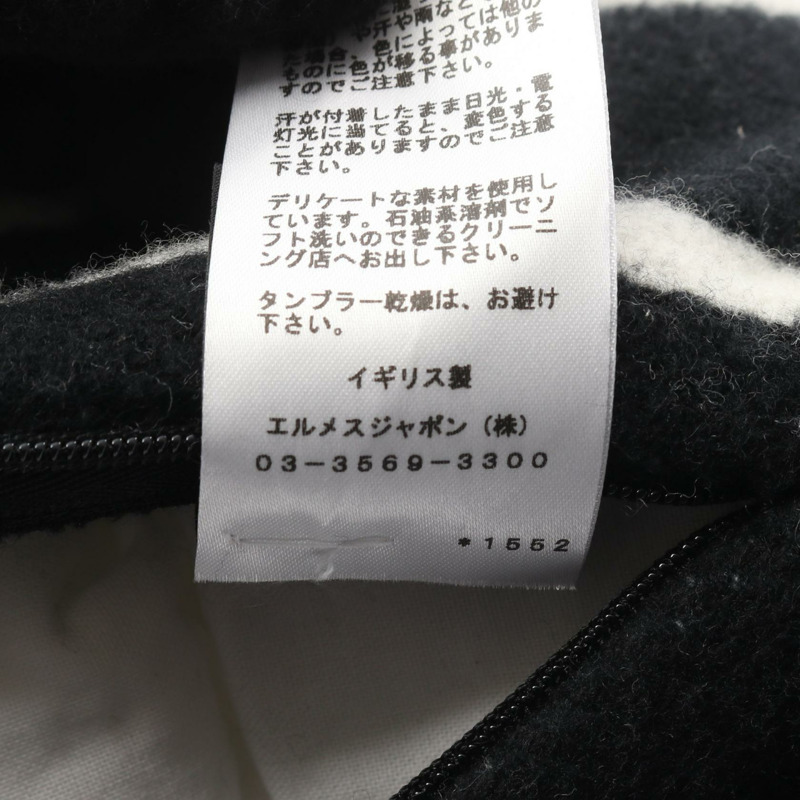 や汗や雨などで
た場合、色によっては他の
ものに色が移る事がありま
すのでご注意下さい。
汗が付着したまま日光・電
灯光に当てると、変色する
ことがありますのでご注意
下さい。
デリケートな素材を使用し
ています。石油系溶剤でソ
フト洗いのできるクリーニ
ング店へお出し下さい。
タンブラー乾燥は、お避け
下さい。
イギリス製
エルメスジャポン（株）
03-3569-3300
*1552